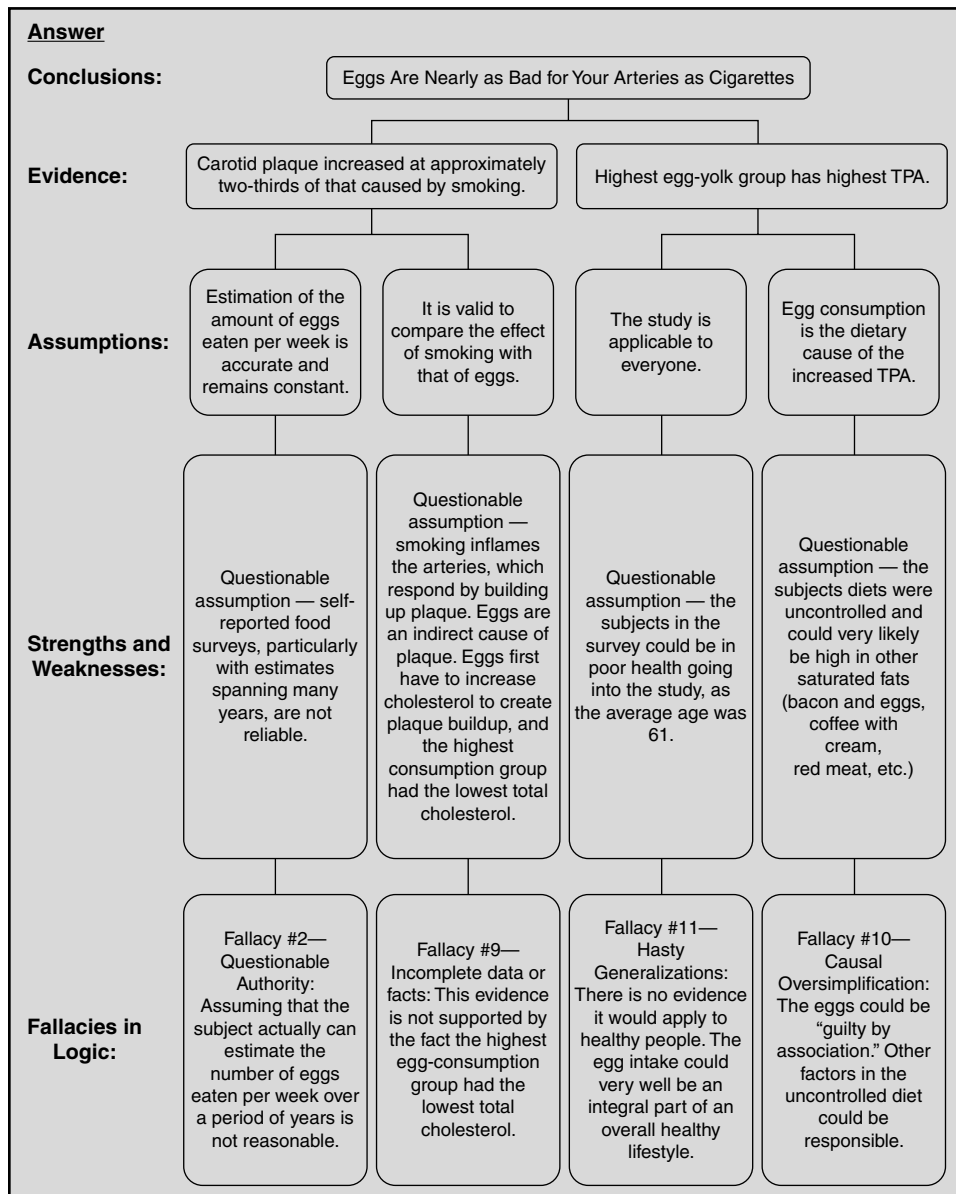 Answer
Conclusions:
Eggs Are Nearly as Bad for Your Arteries as Cigarettes
Evidence:
Carotid plaque increased at approximately
two-thirds of that caused by smoking.
Highest egg-yolk group has highest TPA.
Assumptions:
Estimation of the
amount of eggs
eaten per week is
accurate and
remains constant.
It is valid to
compare the effect
of smoking with
that of eggs.
The study is
applicable to
everyone.
Egg consumption
is the dietary
cause of the
increased TPA.
Strengths and
Weaknesses:
Questionable
assumption — self-
reported food
surveys, particularly
with estimates
spanning many
years, are not
reliable.
Questionable
assumption —
smoking inflames
the arteries, which
respond by building
up plaque. Eggs are
an indirect cause of
plaque. Eggs first
have to increase
cholesterol to create
plaque buildup, and
the highest
consumption group
had the lowest total
cholesterol.
Questionable
assumption — the
subjects in the
survey could be in
poor health going
into the study, as
the average age was
61.
Questionable
assumption — the
subjects diets were
uncontrolled and
could very likely
be high in other
saturated fats
(bacon and eggs,
coffee with
cream,
red meat, etc.)
Fallacies in
Logic:
Fallacy #2—
Questionable
Authority:
Assuming that the
subject actually can
estimate the
number of eggs
eaten per week over
a period of years is
not reasonable.
Fallacy #9—
Incomplete data or
facts: This evidence
is not supported by
the fact the highest
egg-consumption
group had the
lowest total
cholesterol.
Fallacy #11—
Hasty
Generalizations:
There is no evidence
it would apply to
healthy people. The
egg intake could
very well be an
integral part of an
overall healthy
lifestyle.
Fallacy #10—
Causal
Oversimplification:
The eggs could be
“guilty by
association.” Other
factors in the
uncontrolled diet
could be
responsible.